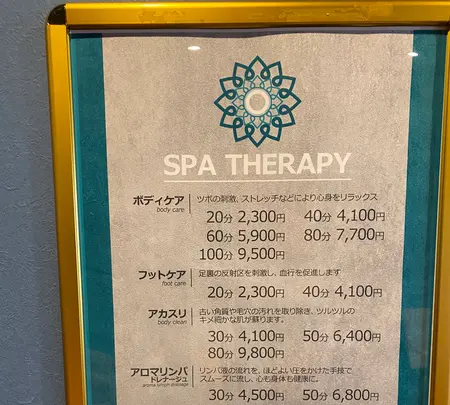 SPA THERAPY
ボディケア ツボの刺激、ストレッチなどにより心身をリラックス
body care
20分 2,300円 40分 4,100円
60分 5,900円 80分 7,700円
100分 9,500円
フットケア 足裏の反射区を刺激し、血行を促進します
foot care
20分 2,300円 40分 4,100円
アカスリ 古い角質や毛穴の汚れを取り除き、ツルツルの
body clean キメ細かな肌が蘇ります。
30分 4,100円 50分 6,400円
80分 9,800円
アロマリンパ リンパ液の流れを、ほどよい圧をかけた手技で
ドレナージュ スムーズに流し、心も身体も健康に。
aroma lymph drainage
30分 4,500円 50分 6,800円